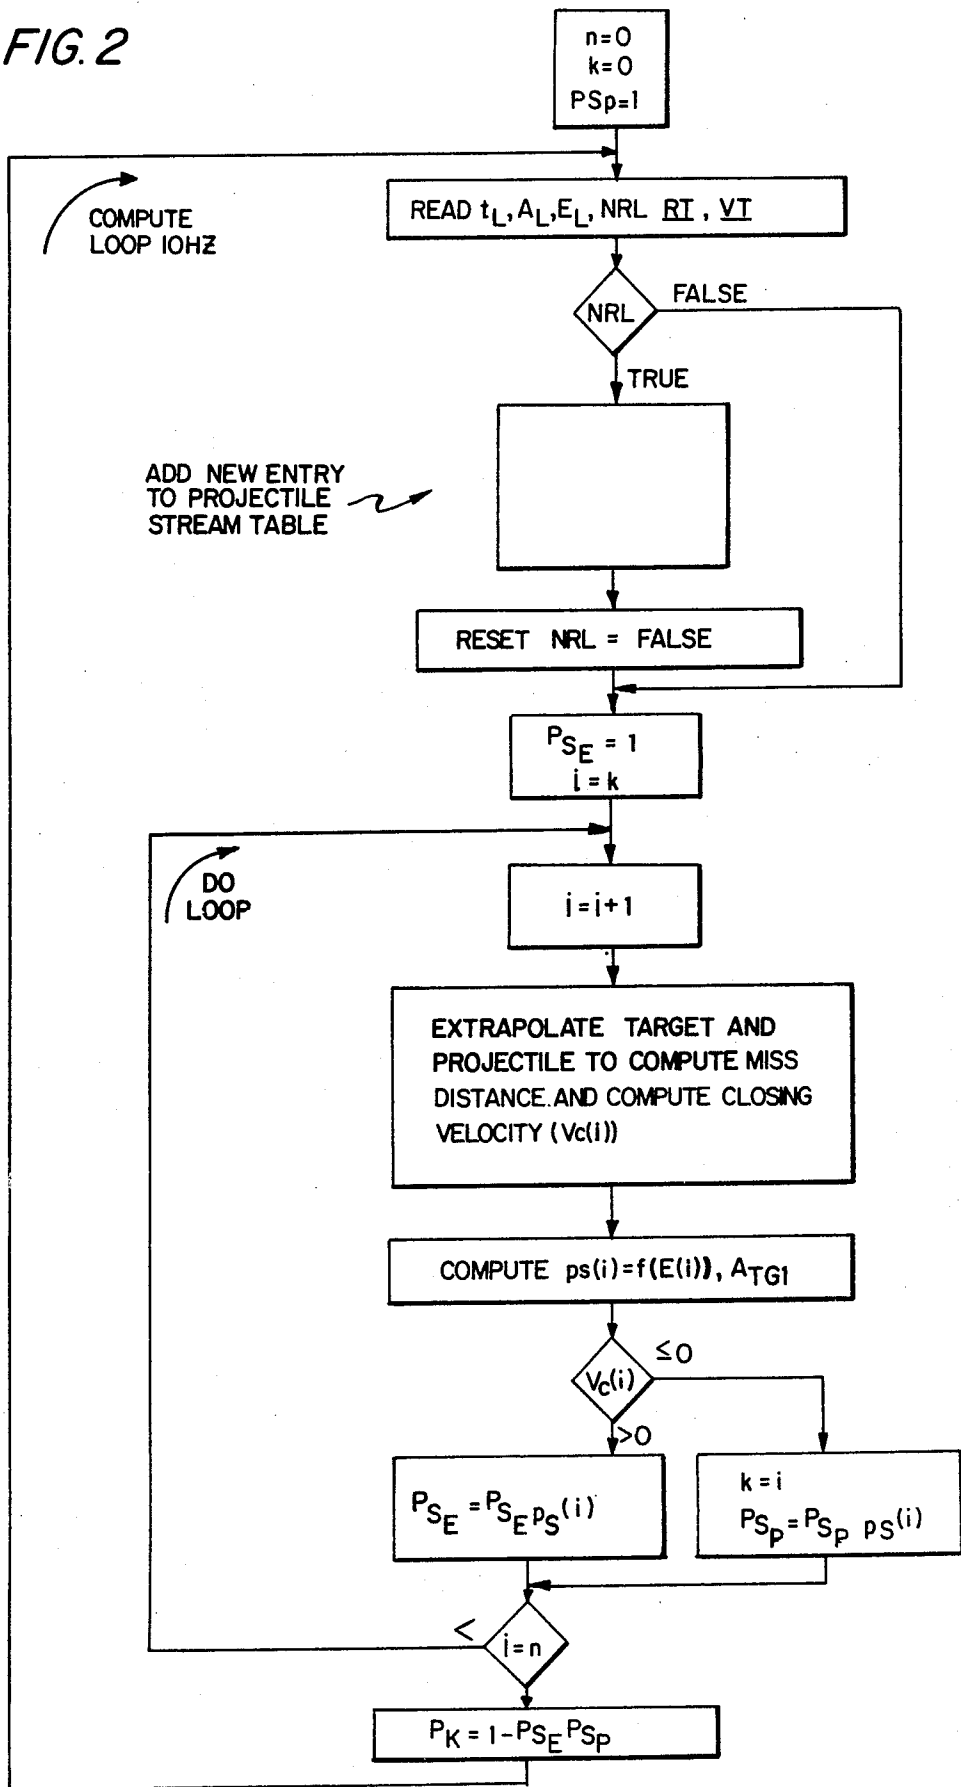 FIG. 2
n=0
k=0
PSp=1
COMPUTE
LOOP 10HZ
READ tL, AL, EL, NRL RT, VT
NRL
FALSE
TRUE
ADD NEW ENTRY
TO PROJECTILE
STREAM TABLE
RESET NRL = FALSE
PSE = 1
i = k
DO
LOOP
i = i+1
EXTRAPOLATE TARGET AND
PROJECTILE TO COMPUTE MISS
DISTANCE.AND COMPUTE CLOSING
VELOCITY (Vc(i))
COMPUTE ps(i)=f(E(i)), ATG1
≤0
Vc(i)
>0
PSE = PSE pS(i)
k = i
PSP = PSP pS(i)
<
i=n
PK = 1-PSE PSP